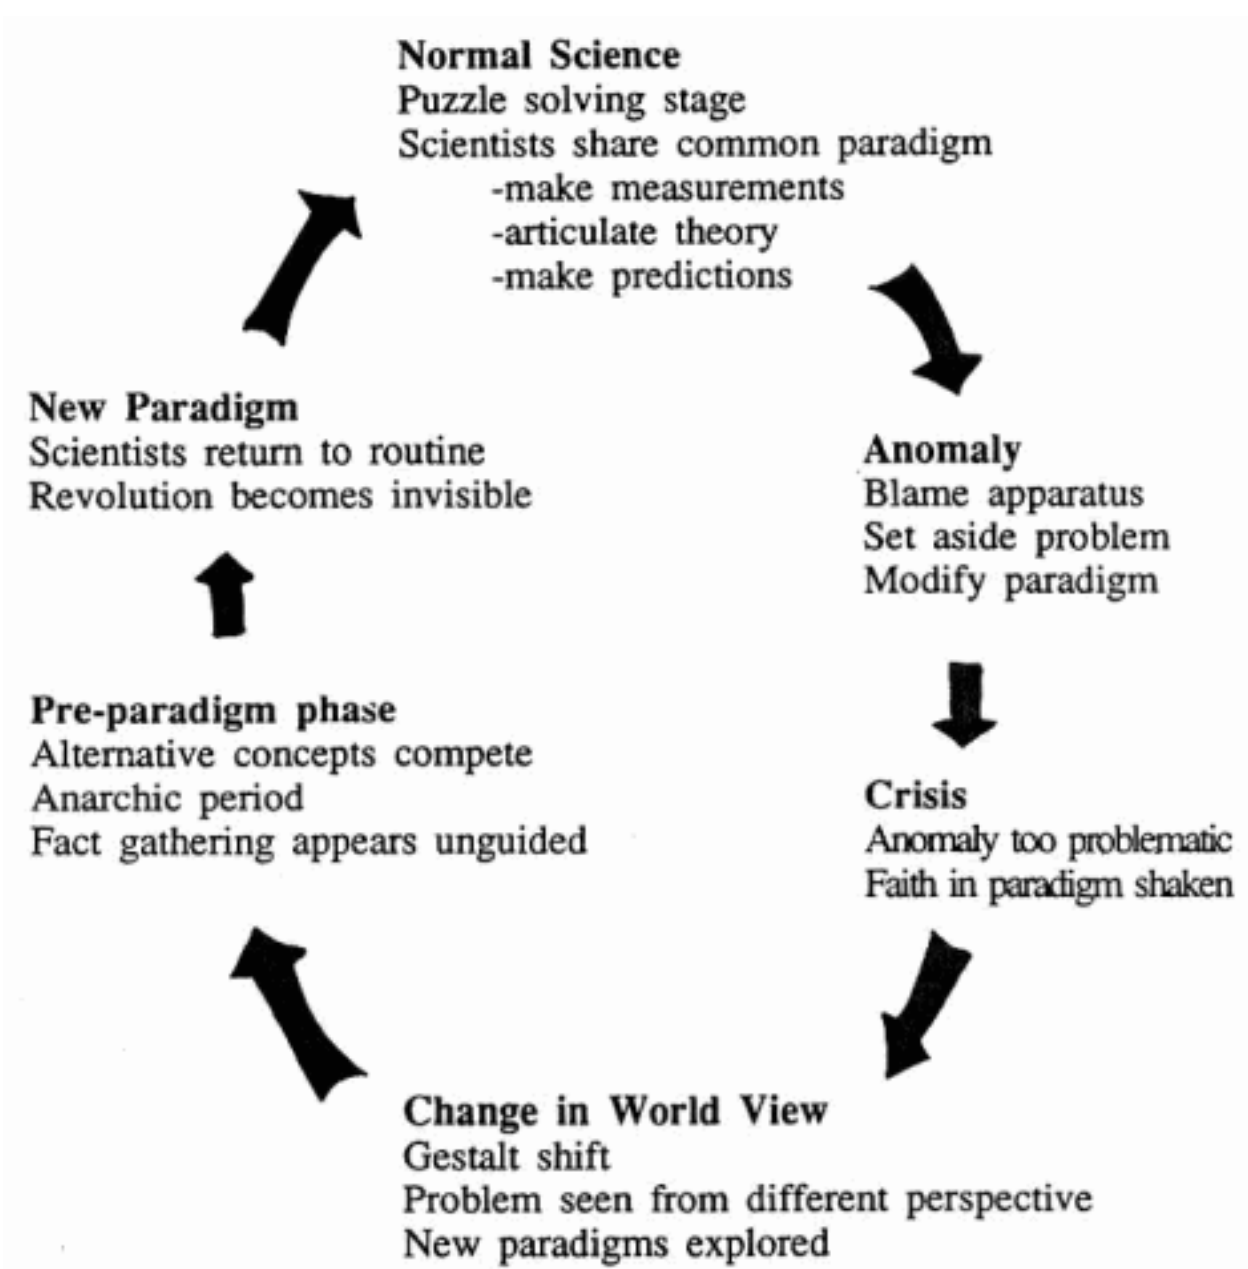 Normal Science
Puzzle solving stage
Scientists share common paradigm
-make measurements
-articulate theory
-make predictions
Anomaly
Blame apparatus
Set aside problem
Modify paradigm
Crisis
Anomaly too problematic
Faith in paradigm shaken
Change in World View
Gestalt shift
Problem seen from different perspective
New paradigms explored
Pre-paradigm phase
Alternative concepts compete
Anarchic period
Fact gathering appears unguided
New Paradigm
Scientists return to routine
Revolution becomes invisible